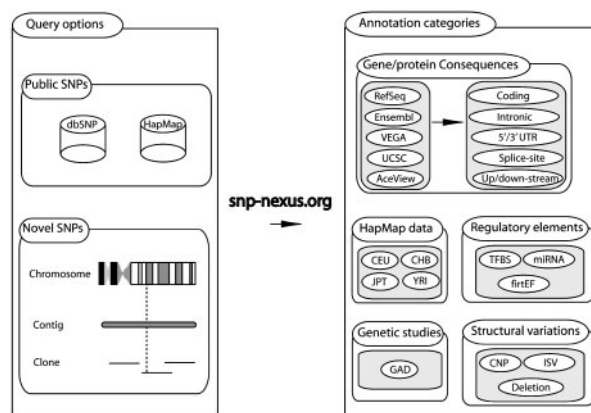 Query options
Public SNPs
dbSNP
HapMap
Novel SNPs
Chromosome
Contig
Clone
snp-nexus.org
Annotation categories
Gene/protein Consequences
RefSeq
Ensembl
VEGA
UCSC
AceView
Coding
Intronic
5'/3' UTR
Splice-site
Up/down-stream
HapMap data
CEU CHB
JPT YRI
Regulatory elements
TFBS miRNA
firtEF
Genetic studies
GAD
Structural variations
CNP ISV
Deletion